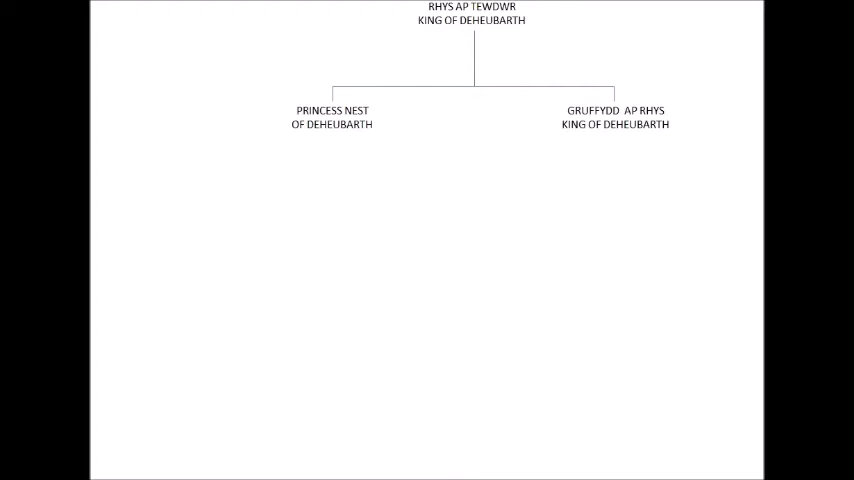 RHYS AP TEWDWR
KING OF DEHEUBARTH
PRINCESS NEST
OF DEHEUBARTH
GRUFFYDD  AP RHYS
KING OF DEHEUBARTH